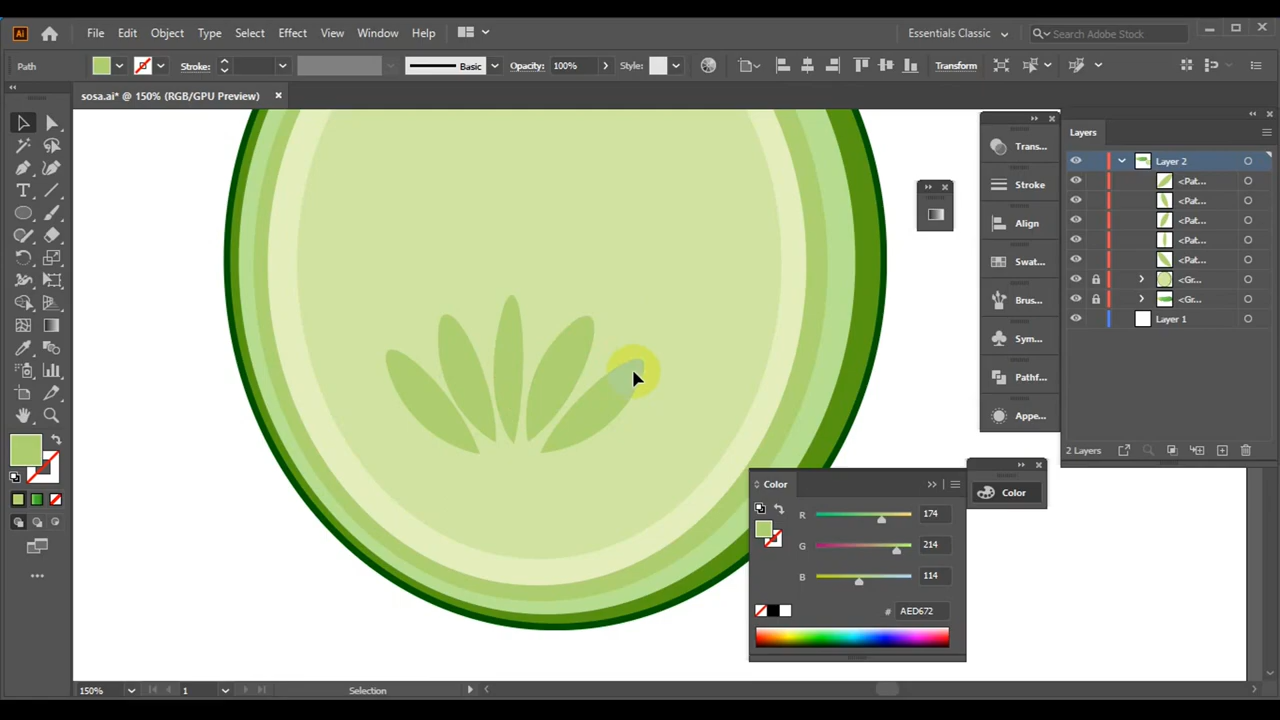 Ai File Edit Object Type Select Effect View Window Help Essentials Classic Search Adobe Stock
Path Stroke: Basic Opacity: 100% Style: Transform
sosa.ai* @ 150% (RGB/GPU Preview)
Layers
Trans...
Layer 2
Stroke
<Pat...
<Pat...
Align
<Pat...
<Pat...
Swat...
<Pat...
<Gr...
Brus...
<Gr...
Layer 1
Sym...
Pathf...
Appe...
2 Layers
Color
Color
R 174
G 214
B 114
# AED672
150% 1 Selection